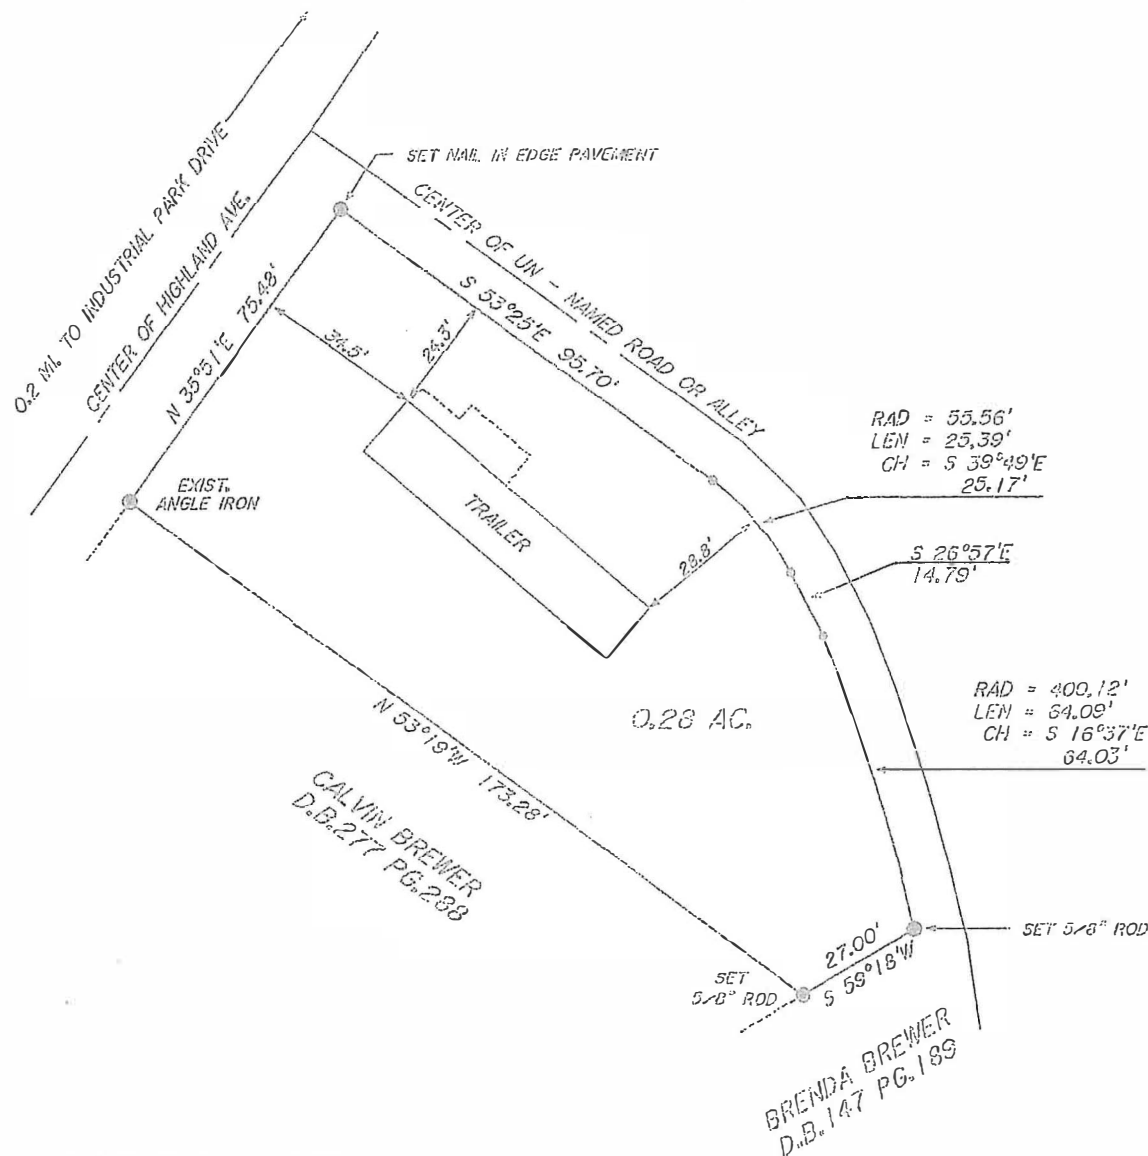 0.2 MI. TO INDUSTRIAL PARK DRIVE
CENTER OF HIGHLAND AVE.
SET NAIL IN EDGE PAVEMENT
CENTER OF UN - NAMED ROAD OR ALLEY
N 35°51'E 75.48'
S 53°25'E 95.70'
34.5'
24.3'
EXIST.
ANGLE IRON
TRAILER
28.8'
RAD = 55.56'
LEN = 25.39'
CH = S 39°49'E
25.17'
S 26°57'E
14.79'
RAD = 400.12'
LEN = 64.09'
CH = S 16°37'E
64.03'
0.28 AC.
N 53°19'W 173.28'
CALVIN BREWER
D.B.277 PG.288
SET 5/8" ROD
27.00'
S 59°18'W
SET
5/8" ROD
BRENDA BREWER
D.B.147 PG.189